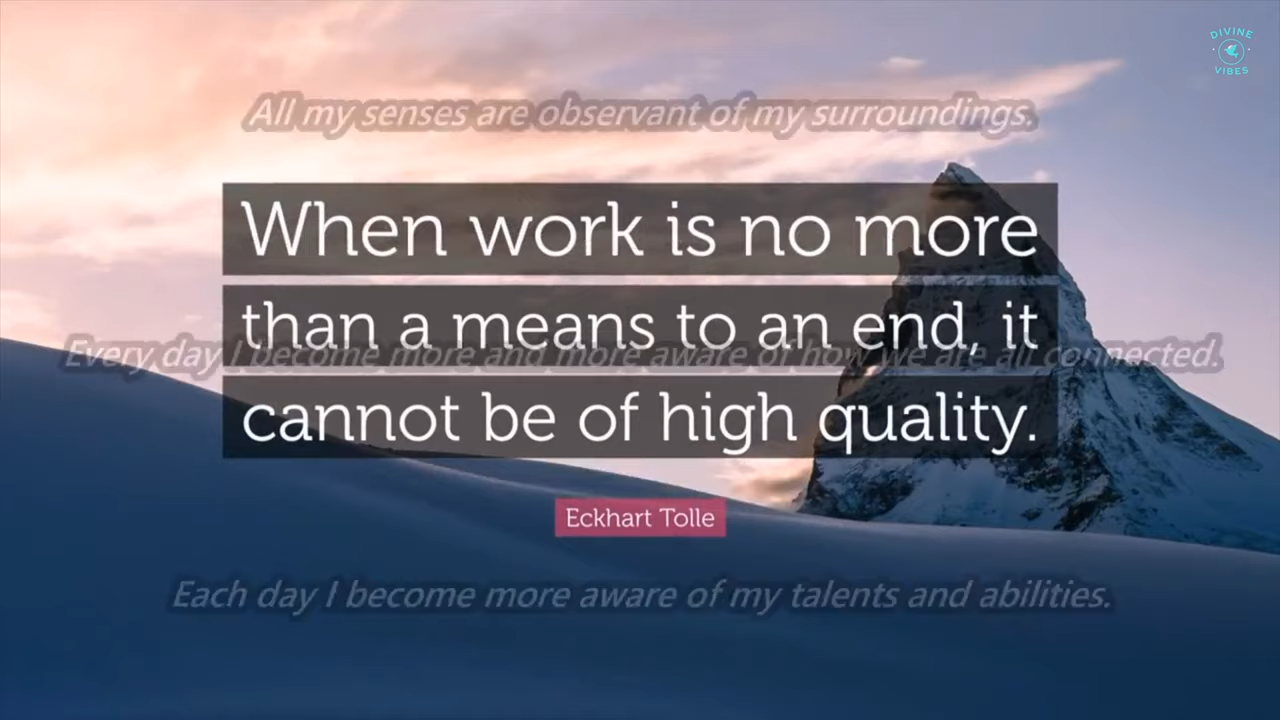 DIVINE
VIBES
All my senses are observant of my surroundings.
When work is no more
than a means to an end, it
Every day I become more and more aware of how we are all connected.
cannot be of high quality.
Eckhart Tolle
Each day I become more aware of my talents and abilities.